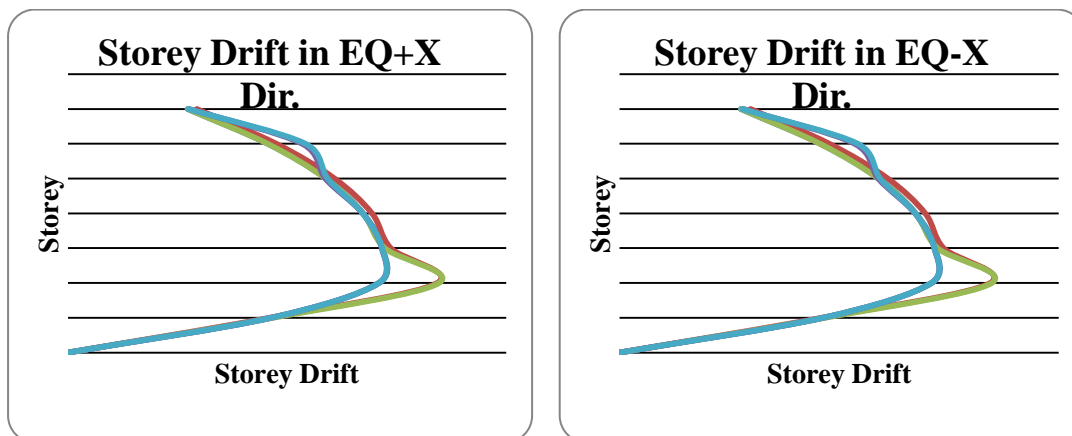 Storey Drift in EQ+X
Dir.
Storey
Storey Drift
Storey Drift in EQ-X
Dir.
Storey
Storey Drift